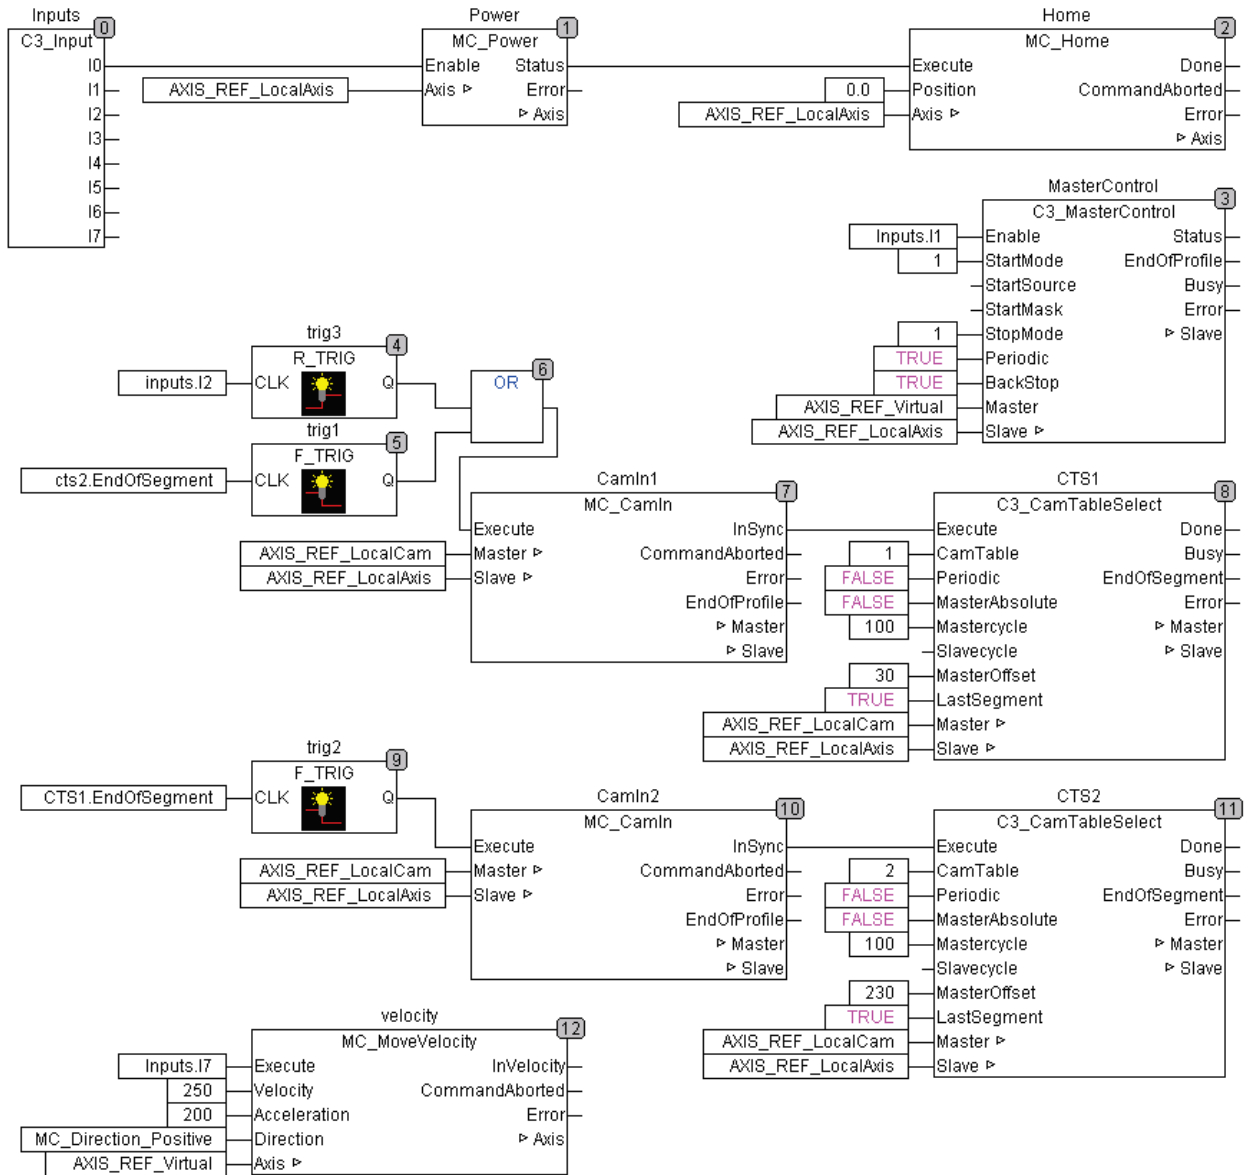 Inputs
0
C3_Input
I0
I1
I2
I3
I4
I5
I6
I7
AXIS_REF_LocalAxis
Power
1
MC_Power
Enable Status
Axis Error
Axis
Home
2
MC_Home
Execute Done
0.0 Position CommandAborted
AXIS_REF_LocalAxis Axis Error
Axis
MasterControl
3
C3_MasterControl
Inputs.I1 Enable Status
1 StartMode EndOfProfile
StartSource Busy
StartMask Error
1 StopMode Slave
TRUE Periodic
TRUE BackStop
AXIS_REF_Virtual Master
AXIS_REF_LocalAxis Slave
trig3
4
R_TRIG
inputs.I2 CLK Q
trig1
5
F_TRIG
cts2.EndOfSegment CLK Q
6
OR
CamIn1
7
MC_CamIn
Execute InSync
AXIS_REF_LocalCam Master CommandAborted
AXIS_REF_LocalAxis Slave Error
EndOfProfile
Master
Slave
CTS1
8
C3_CamTableSelect
Execute Done
1 CamTable Busy
FALSE Periodic EndOfSegment
FALSE MasterAbsolute Error
100 Mastercycle Master
Slavecycle Slave
30 MasterOffset
TRUE LastSegment
AXIS_REF_LocalCam Master
AXIS_REF_LocalAxis Slave
trig2
9
F_TRIG
CTS1.EndOfSegment CLK Q
CamIn2
10
MC_CamIn
Execute InSync
AXIS_REF_LocalCam Master CommandAborted
AXIS_REF_LocalAxis Slave Error
EndOfProfile
Master
Slave
CTS2
11
C3_CamTableSelect
Execute Done
2 CamTable Busy
FALSE Periodic EndOfSegment
FALSE MasterAbsolute Error
100 Mastercycle Master
Slavecycle Slave
230 MasterOffset
TRUE LastSegment
AXIS_REF_LocalCam Master
AXIS_REF_LocalAxis Slave
velocity
12
MC_MoveVelocity
Inputs.I7 Execute InVelocity
250 Velocity CommandAborted
200 Acceleration Error
MC_Direction_Positive Direction Axis
AXIS_REF_Virtual Axis